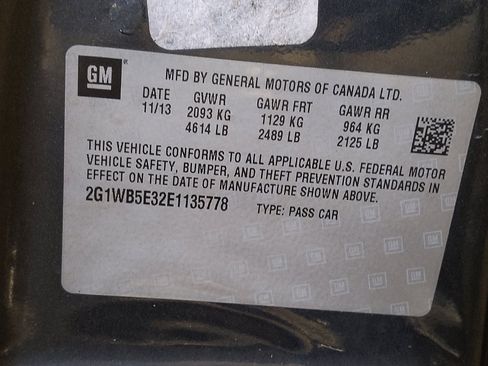 GM
MFD BY GENERAL MOTORS OF CANADA LTD.
DATE GVWR GAWR FRT GAWR RR
11/13 2093 KG 1129 KG 964 KG
4614 LB 2489 LB 2125 LB
THIS VEHICLE CONFORMS TO ALL APPLICABLE U.S. FEDERAL MOTOR
VEHICLE SAFETY, BUMPER, AND THEFT PREVENTION STANDARDS IN
EFFECT ON THE DATE OF MANUFACTURE SHOWN ABOVE.
2G1WB5E32E1135778 TYPE: PASS CAR